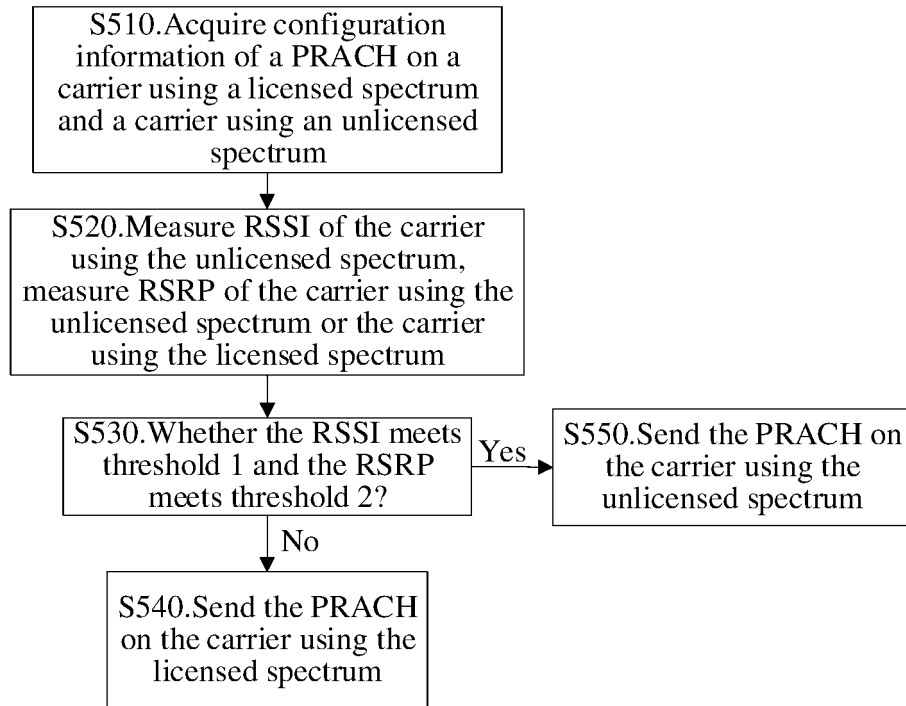 S510.Acquire configuration
information of a PRACH on a
carrier using a licensed spectrum
and a carrier using an unlicensed
spectrum
S520.Measure RSSI of the carrier
using the unlicensed spectrum,
measure RSRP of the carrier using the
unlicensed spectrum or the carrier
using the licensed spectrum
S530.Whether the RSSI meets
threshold 1 and the RSRP
meets threshold 2?
Yes
S550.Send the PRACH on
the carrier using the
unlicensed spectrum
No
S540.Send the PRACH
on the carrier using the
licensed spectrum